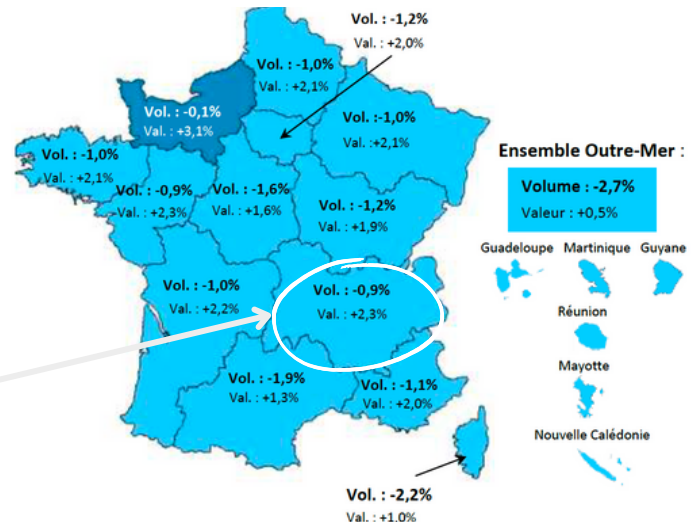 Vol. : -1,2%
Val. : +2,0%
Vol. : -1,0%
Val. : +2,1%
Vol. : -0,1%
Val. : +3,1%
Vol. : -1,0%
Val. : +2,1%
Vol. : -1,0%
Val. : +2,1%
Vol. : -0,9%
Val. : +2,3%
Vol. : -1,6%
Val. : +1,6%
Vol. : -1,2%
Val. : +1,9%
Vol. : -1,0%
Val. : +2,2%
Vol. : -0,9%
Val. : +2,3%
Vol. : -1,9%
Val. : +1,3%
Vol. : -1,1%
Val. : +2,0%
Vol. : -2,2%
Val. : +1,0%
Ensemble Outre-Mer :
Volume : -2,7%
Valeur : +0,5%
Guadeloupe Martinique Guyane
Réunion
Mayotte
Nouvelle Calédonie